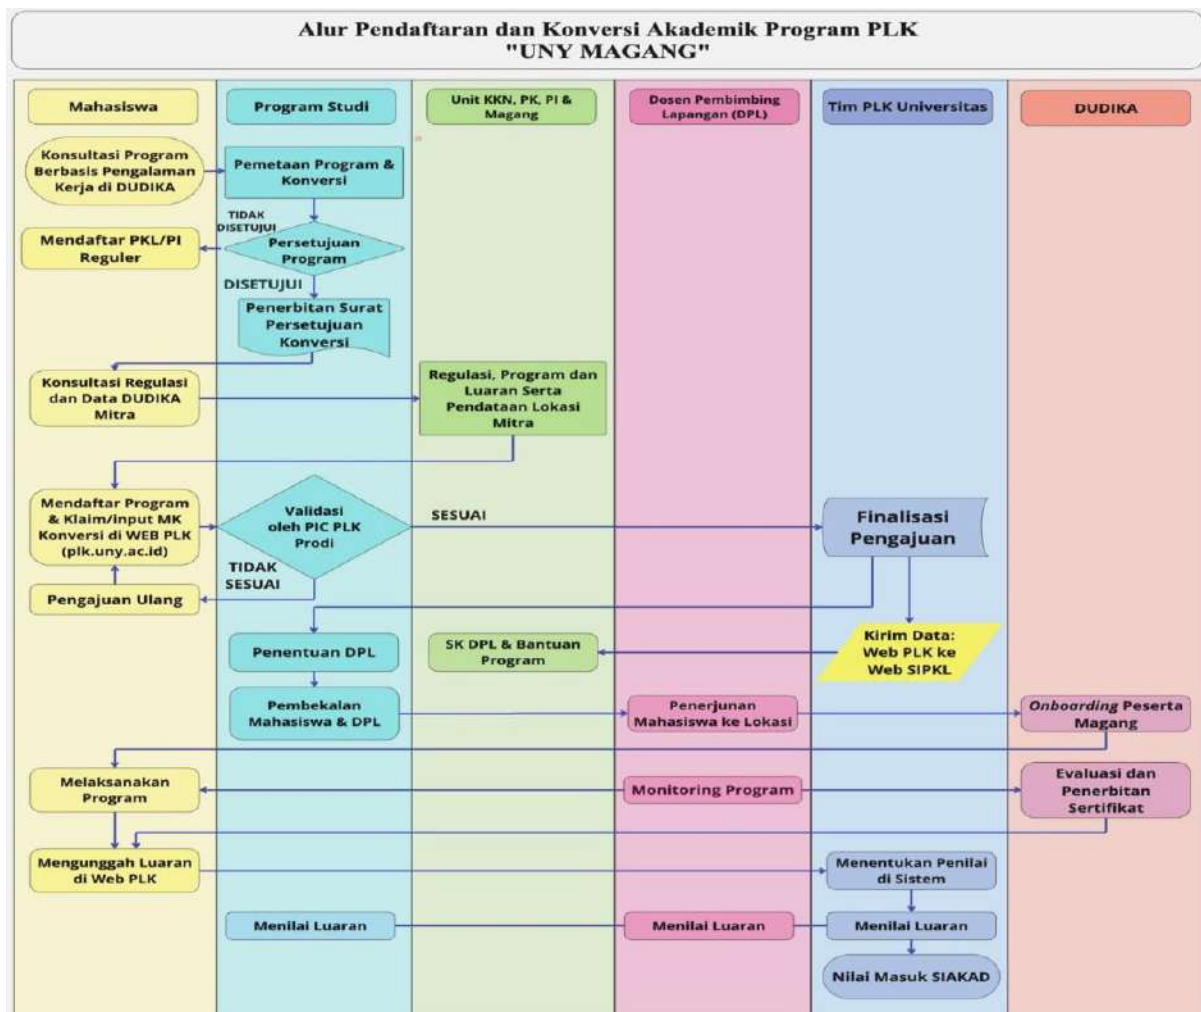 Alur Pendaftaran dan Konversi Akademik Program PLK
"UNY MAGANG"
Mahasiswa
Program Studi
Unit KKN, PK, PI &
Magang
Dosen Pembimbing
Lapangan (DPL)
Tim PLK Universitas
DUDIKA
Konsultasi Program
Berbasis Pengalaman
Kerja di DUDIKA
Pemetaan Program &
Konversi
TIDAK
DISETUJUI
Mendaftar PKL/PI
Reguler
Persetujuan
Program
DISETUJUI
Penerbitan Surat
Persetujuan
Konversi
Konsultasi Regulasi
dan Data DUDIKA
Mitra
Regulasi, Program dan
Luaran Serta
Pendataan Lokasi
Mitra
Mendaftar Program
& Klaim/input MK
Konversi di WEB PLK
(plk.uny.ac.id)
Validasi
oleh PIC PLK
Prodi
SESUAI
Finalisasi
Pengajuan
TIDAK
SESUAI
Pengajuan Ulang
Penentuan DPL
SK DPL & Bantuan
Program
Kirim Data:
Web PLK ke
Web SIPKL
Pembekalan
Mahasiswa & DPL
Penerjunan
Mahasiswa ke Lokasi
Onboarding Peserta
Magang
Melaksanakan
Program
Monitoring Program
Evaluasi dan
Penerbitan
Sertifikat
Mengunggah Luaran
di Web PLK
Menentukan Penilai
di Sistem
Menilai Luaran
Menilai Luaran
Menilai Luaran
Nilai Masuk SIAKAD